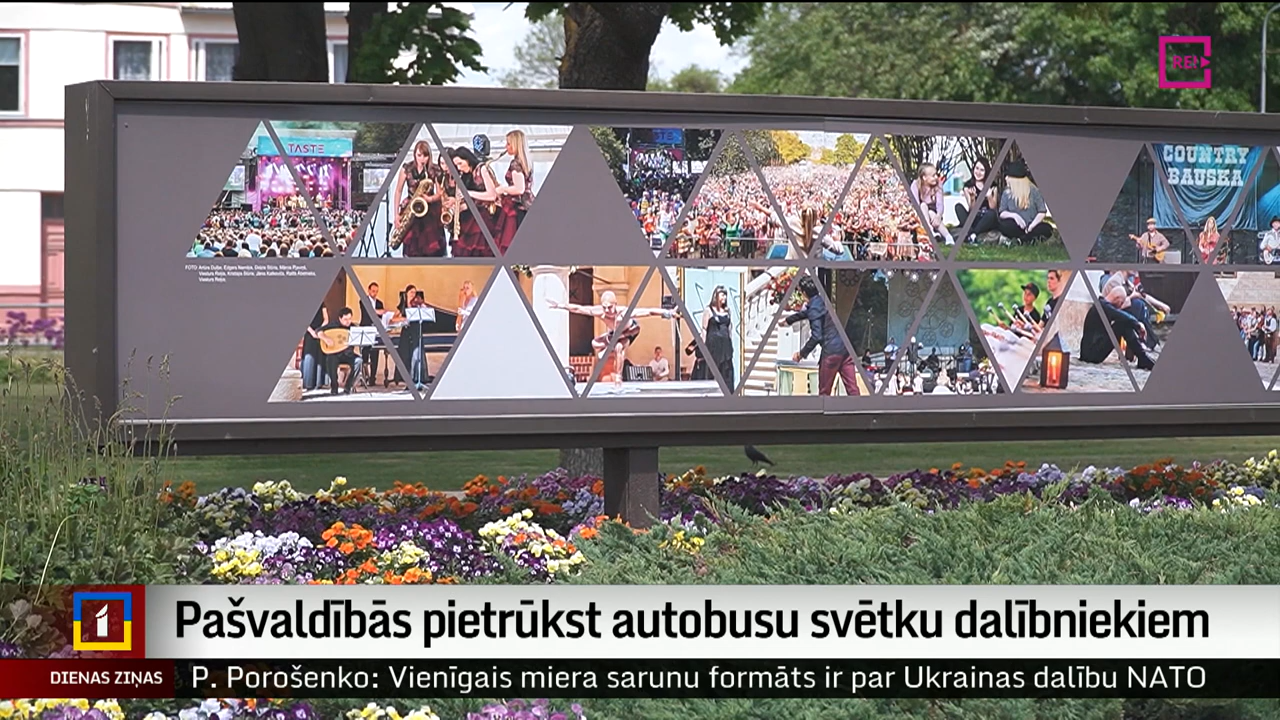 RE!
TASTE
COUNTRY
BAUSKA
Pašvaldībās pietrūkst autobusu svētku dalībniekiem
1
DIENAS ZIŅAS
P. Porošenko: Vienīgais miera sarunu formāts ir par Ukrainas dalību NATO